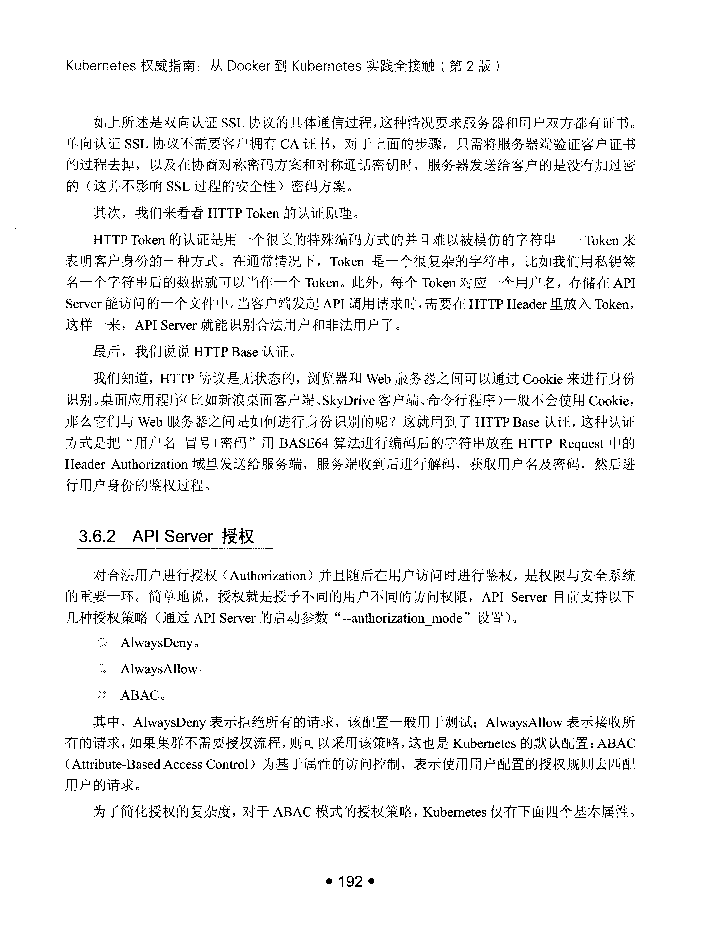 Kubernetes 权威指南：从 Docker 到 Kubernetes 实践全接触（第 2 版）
如上所述是双向认证 SSL 协议的具体通信过程，这种情况要求服务器和用户双方都有证书。
单向认证 SSL 协议不需要客户拥有 CA 证书，对于上面的步骤，只需将服务器端验证客户证书
的过程去掉，以及在协商对称密码方案和对称通话密钥时，服务器发送给客户的是没有加过密
的（这并不影响 SSL 过程的安全性）密码方案。
其次，我们来看看 HTTP Token 的认证原理。
HTTP Token 的认证是用一个很长的特殊编码方式的并且难以被模仿的字符串——Token 来
表明客户身份的一种方式。在通常情况下，Token 是一个很复杂的字符串，比如我们用私钥签
名一个字符串后的数据就可以当作一个 Token。此外，每个 Token 对应一个用户名，存储在 API
Server 能访问的一个文件中。当客户端发起 API 调用请求时，需要在 HTTP Header 里放入 Token，
这样一来，API Server 就能识别合法用户和非法用户了。
最后，我们说说 HTTP Base 认证。
我们知道，HTTP 协议是无状态的，浏览器和 Web 服务器之间可以通过 Cookie 来进行身份
识别。桌面应用程序（比如新浪桌面客户端、SkyDrive 客户端、命令行程序）一般不会使用 Cookie，
那么它们与 Web 服务器之间是如何进行身份识别的呢？这就用到了 HTTP Base 认证，这种认证
方式是把“用户名+冒号+密码”用 BASE64 算法进行编码后的字符串放在 HTTP Request 中的
Header Authorization 域里发送给服务端，服务端收到后进行解码，获取用户名及密码，然后进
行用户身份的鉴权过程。
3.6.2 API Server 授权
对合法用户进行授权（Authorization）并且随后在用户访问时进行鉴权，是权限与安全系统
的重要一环。简单地说，授权就是授予不同的用户不同的访问权限，API Server 目前支持以下
几种授权策略（通过 API Server 的启动参数“--authorization_mode”设置）。
AlwaysDeny。
AlwaysAllow。
ABAC。
其中，AlwaysDeny 表示拒绝所有的请求，该配置一般用于测试；AlwaysAllow 表示接收所
有的请求，如果集群不需要授权流程，则可以采用该策略，这也是 Kubernetes 的默认配置；ABAC
（Attribute-Based Access Control）为基于属性的访问控制，表示使用用户配置的授权规则去匹配
用户的请求。
为了简化授权的复杂度，对于 ABAC 模式的授权策略，Kubernetes 仅有下面四个基本属性。
• 192 •